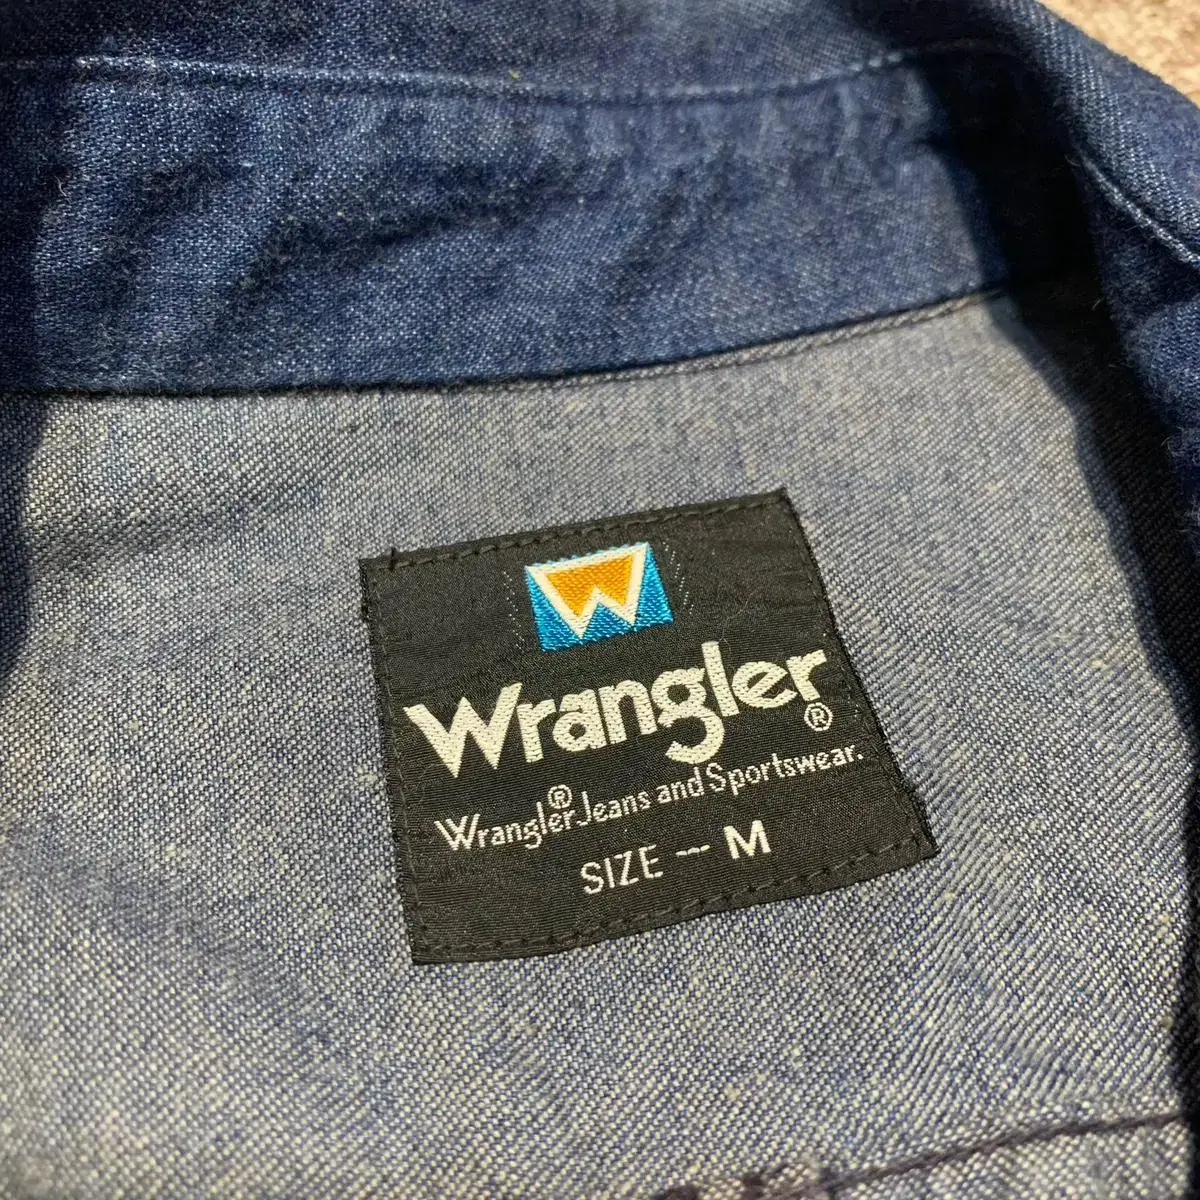 W
Wrangler®
Wrangler® Jeans and Sportswear.
SIZE --- M